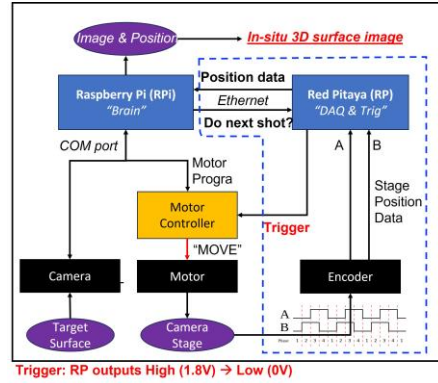 Image & Position
In-situ 3D surface image
Raspberry Pi (RPi)
"Brain"
Position data
Ethernet
Do next shot?
Red Pitaya (RP)
"DAQ & Trig"
COM port
Motor
Progra
A
B
Stage
Position
Data
Motor
Controller
Trigger
"MOVE"
Camera
Motor
Encoder
Target
Surface
Camera
Stage
A
B
Trigger: RP outputs High (1.8V) → Low (0V)